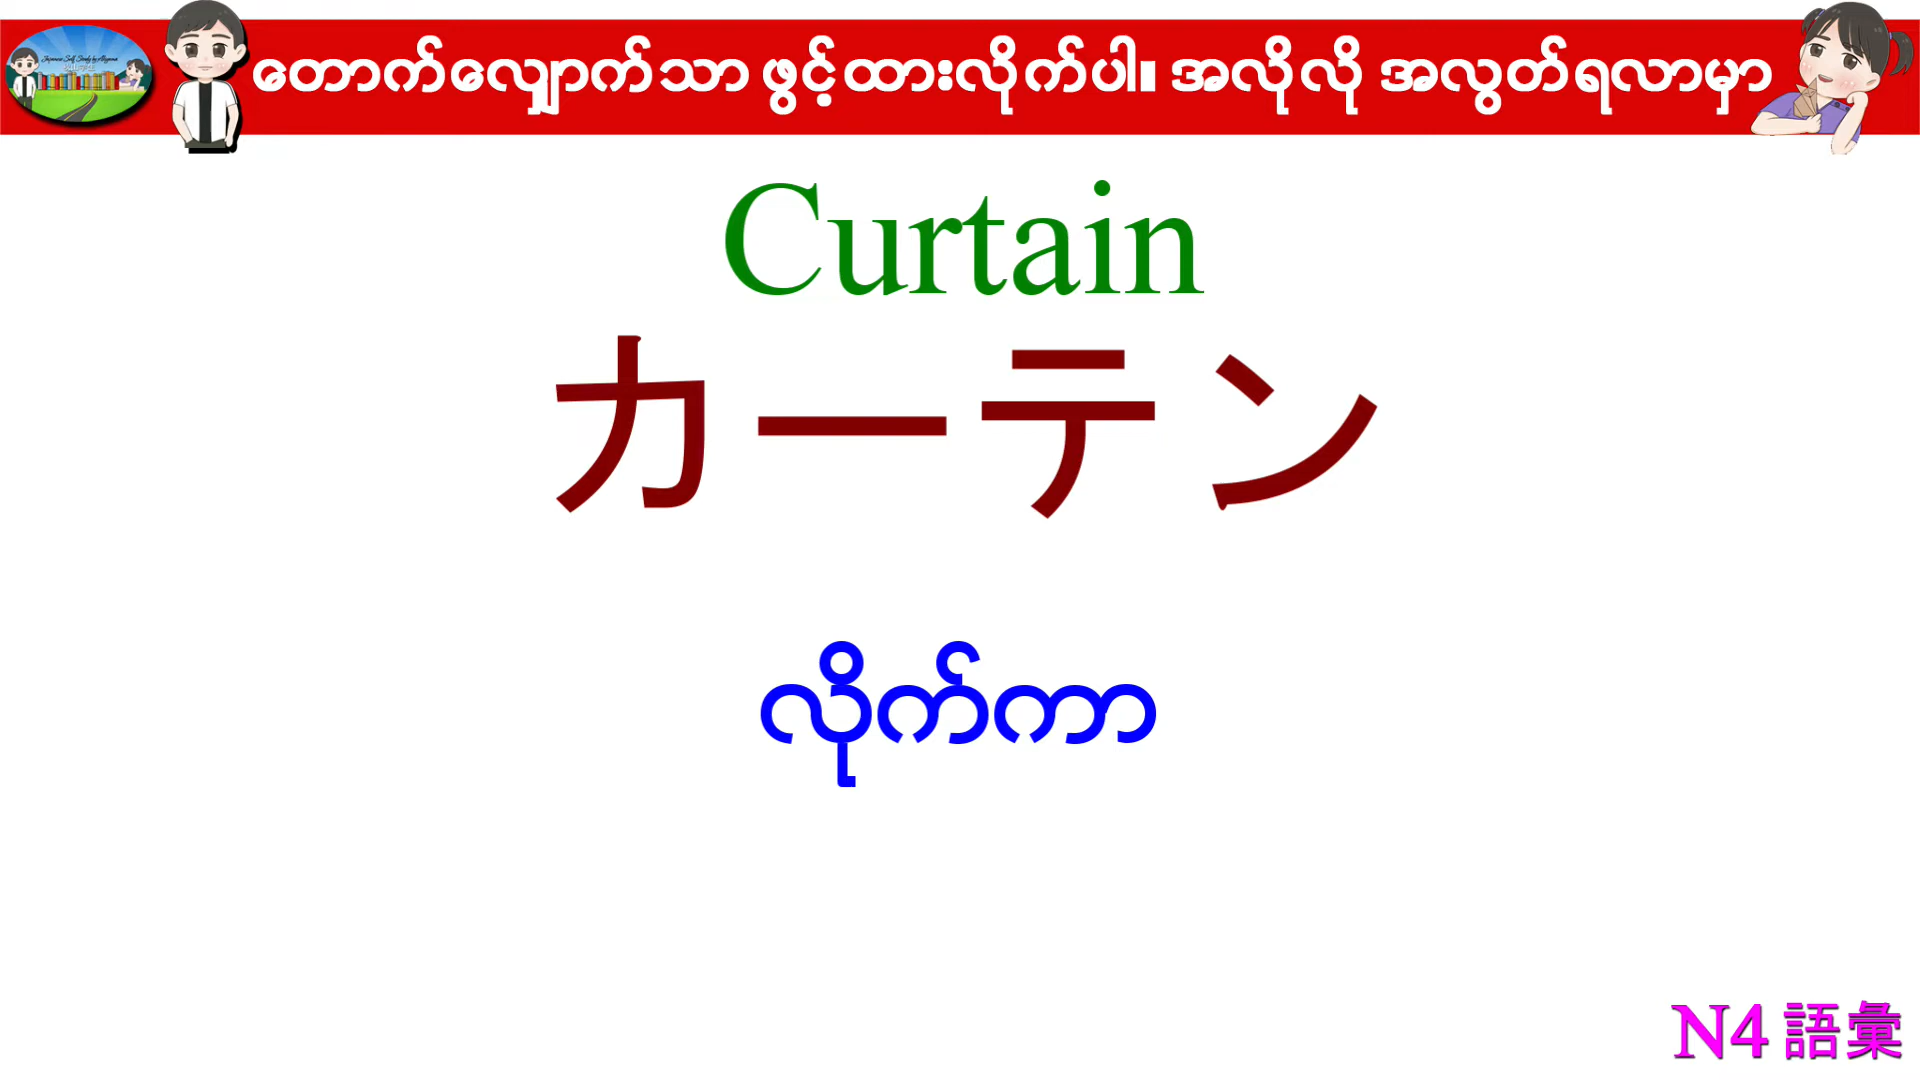 တောက်လျှောက်သာ ဖွင့်ထားလိုက်ပါ။ အလိုလို အလွတ်ရလာမှာ
Curtain
カーテン
လိုက်ကာ
N4 語彙